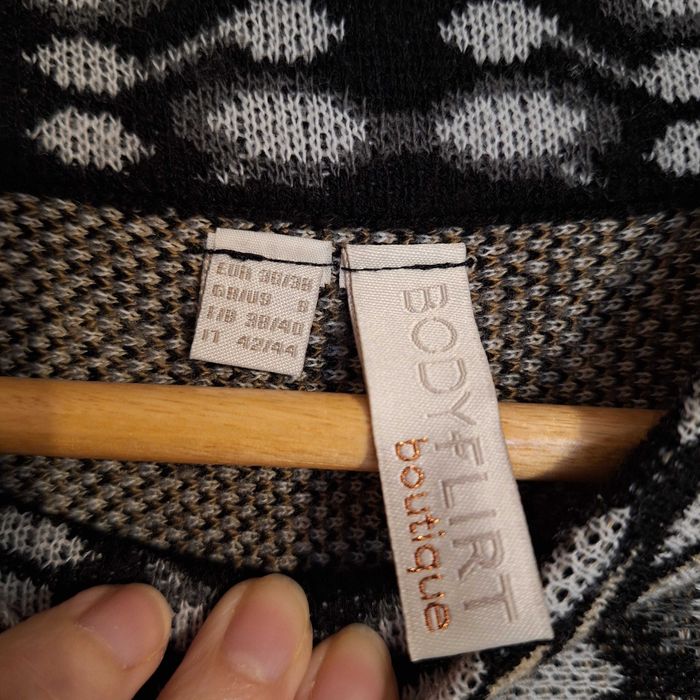 EUR 36/38
GB/US 8
F/B 38/40
IT 42/44
BODYFLIRT
boutique